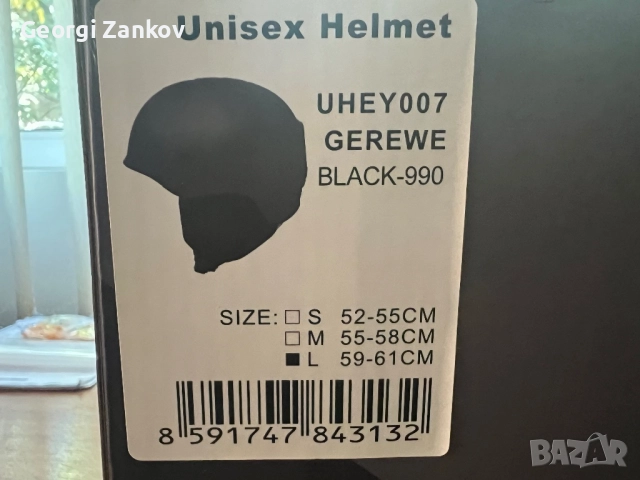 Georgi Zankov
Unisex Helmet
UHEY007
GEREWE
BLACK-990
SIZE: □ S 52-55CM
□ M 55-58CM
■ L 59-61CM
8 591747 843132
BAZAR